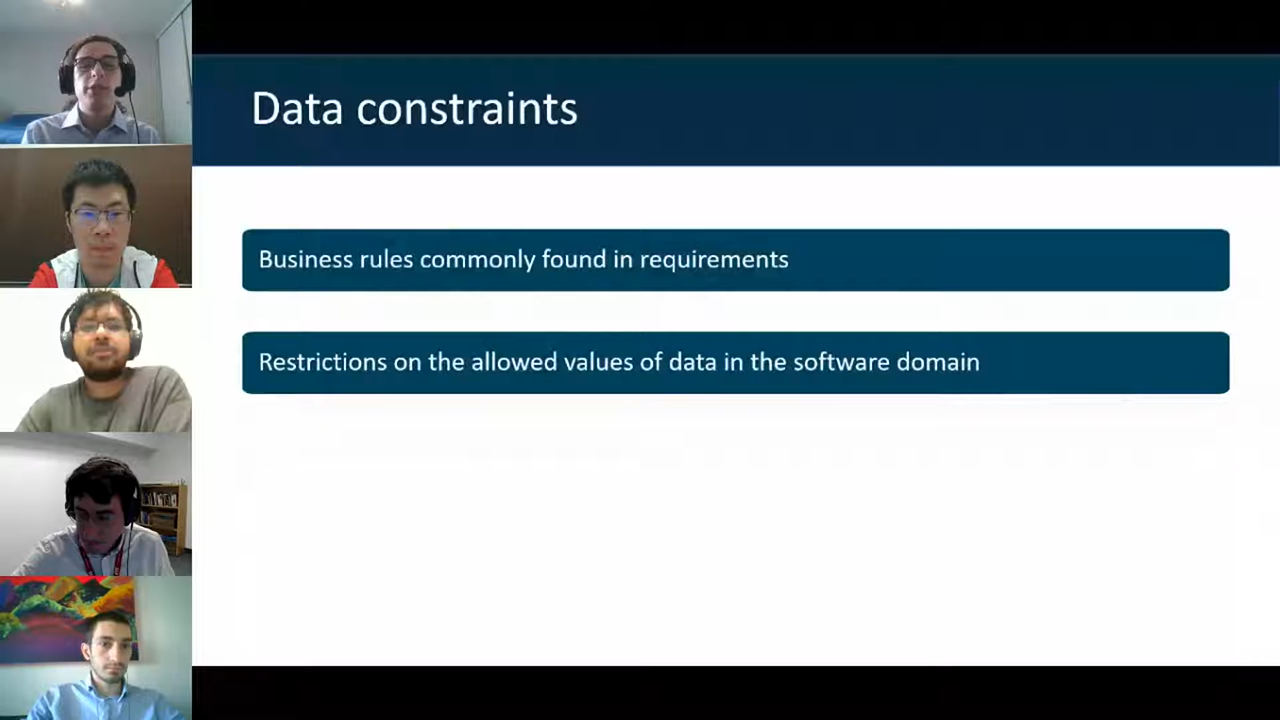 Data constraints
Business rules commonly found in requirements
Restrictions on the allowed values of data in the software domain